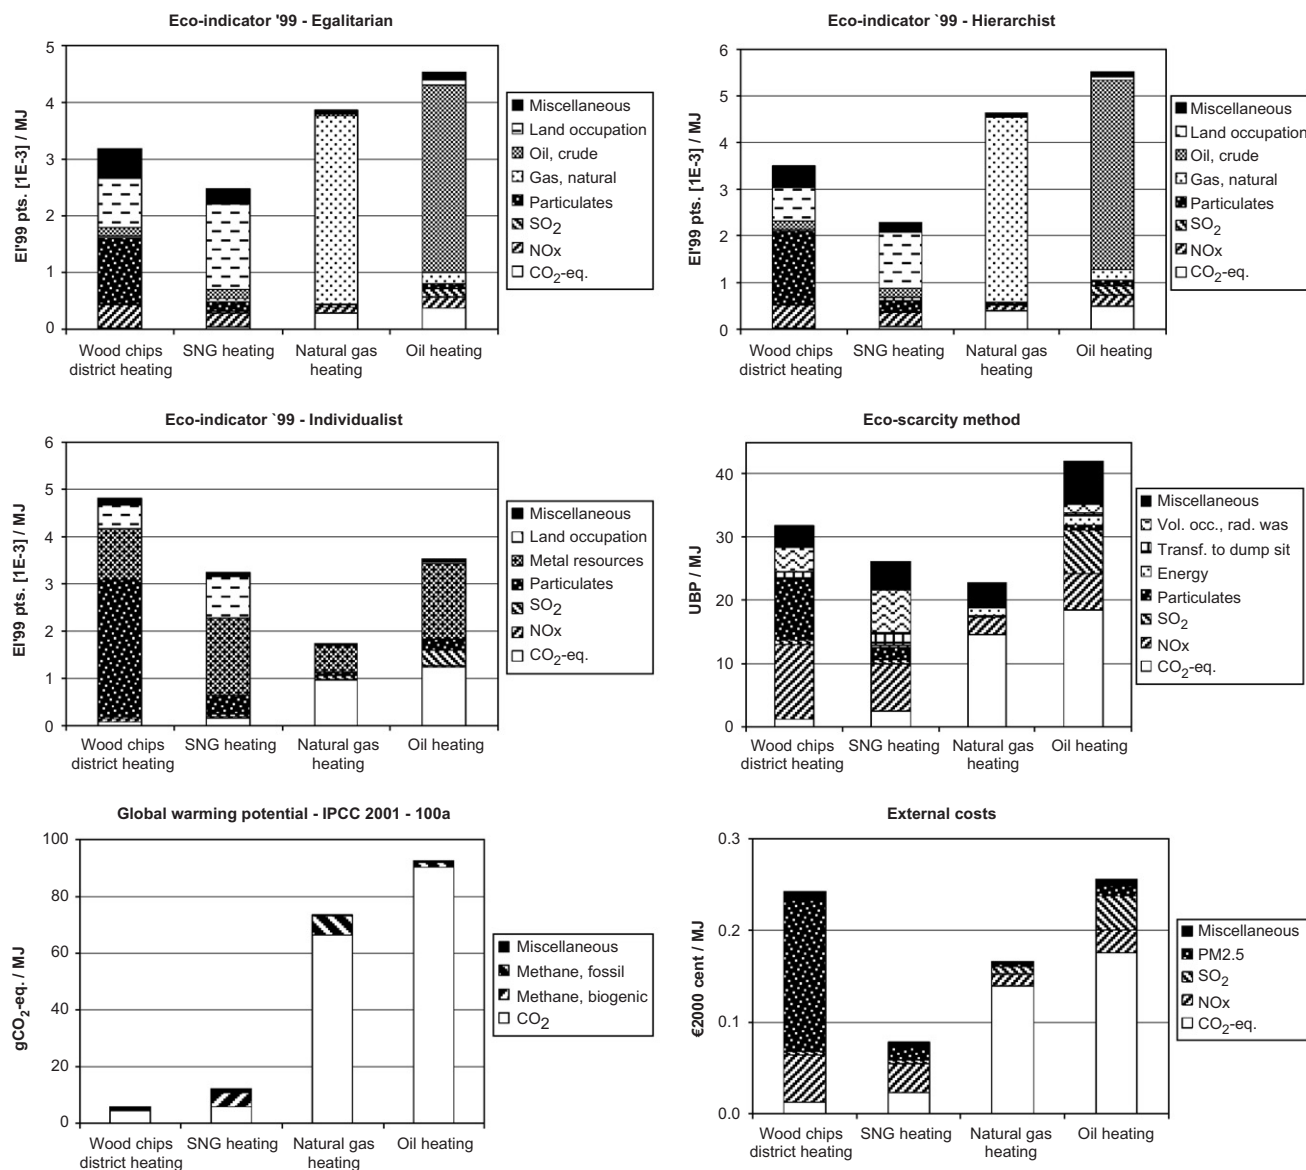 Eco-indicator '99 - Egalitarian
EI'99 pts. [1E-3] / MJ
5
4
3
2
1
0
Wood chips
district heating
SNG heating
Natural gas
heating
Oil heating
Miscellaneous
Land occupation
Oil, crude
Gas, natural
Particulates
SO2
NOx
CO2-eq.
Eco-indicator `99 - Hierarchist
EI'99 pts. [1E-3] / MJ
6
5
4
3
2
1
0
Wood chips
district heating
SNG heating
Natural gas
heating
Oil heating
Miscellaneous
Land occupation
Oil, crude
Gas, natural
Particulates
SO2
NOx
CO2-eq.
Eco-indicator `99 - Individualist
EI'99 pts. [1E-3] / MJ
6
5
4
3
2
1
0
Wood chips
district heating
SNG heating
Natural gas
heating
Oil heating
Miscellaneous
Land occupation
Metal resources
Particulates
SO2
NOx
CO2-eq.
Eco-scarcity method
UBP / MJ
40
30
20
10
0
Wood chips
district heating
SNG heating
Natural gas
heating
Oil heating
Miscellaneous
Vol. occ., rad. was
Transf. to dump sit
Energy
Particulates
SO2
NOx
CO2-eq.
Global warming potential - IPCC 2001 - 100a
gCO2-eq. / MJ
100
80
60
40
20
0
Wood chips
district heating
SNG heating
Natural gas
heating
Oil heating
Miscellaneous
Methane, fossil
Methane, biogenic
CO2
External costs
€2000 cent / MJ
0.3
0.2
0.1
0.0
Wood chips
district heating
SNG heating
Natural gas
heating
Oil heating
Miscellaneous
PM2.5
SO2
NOx
CO2-eq.